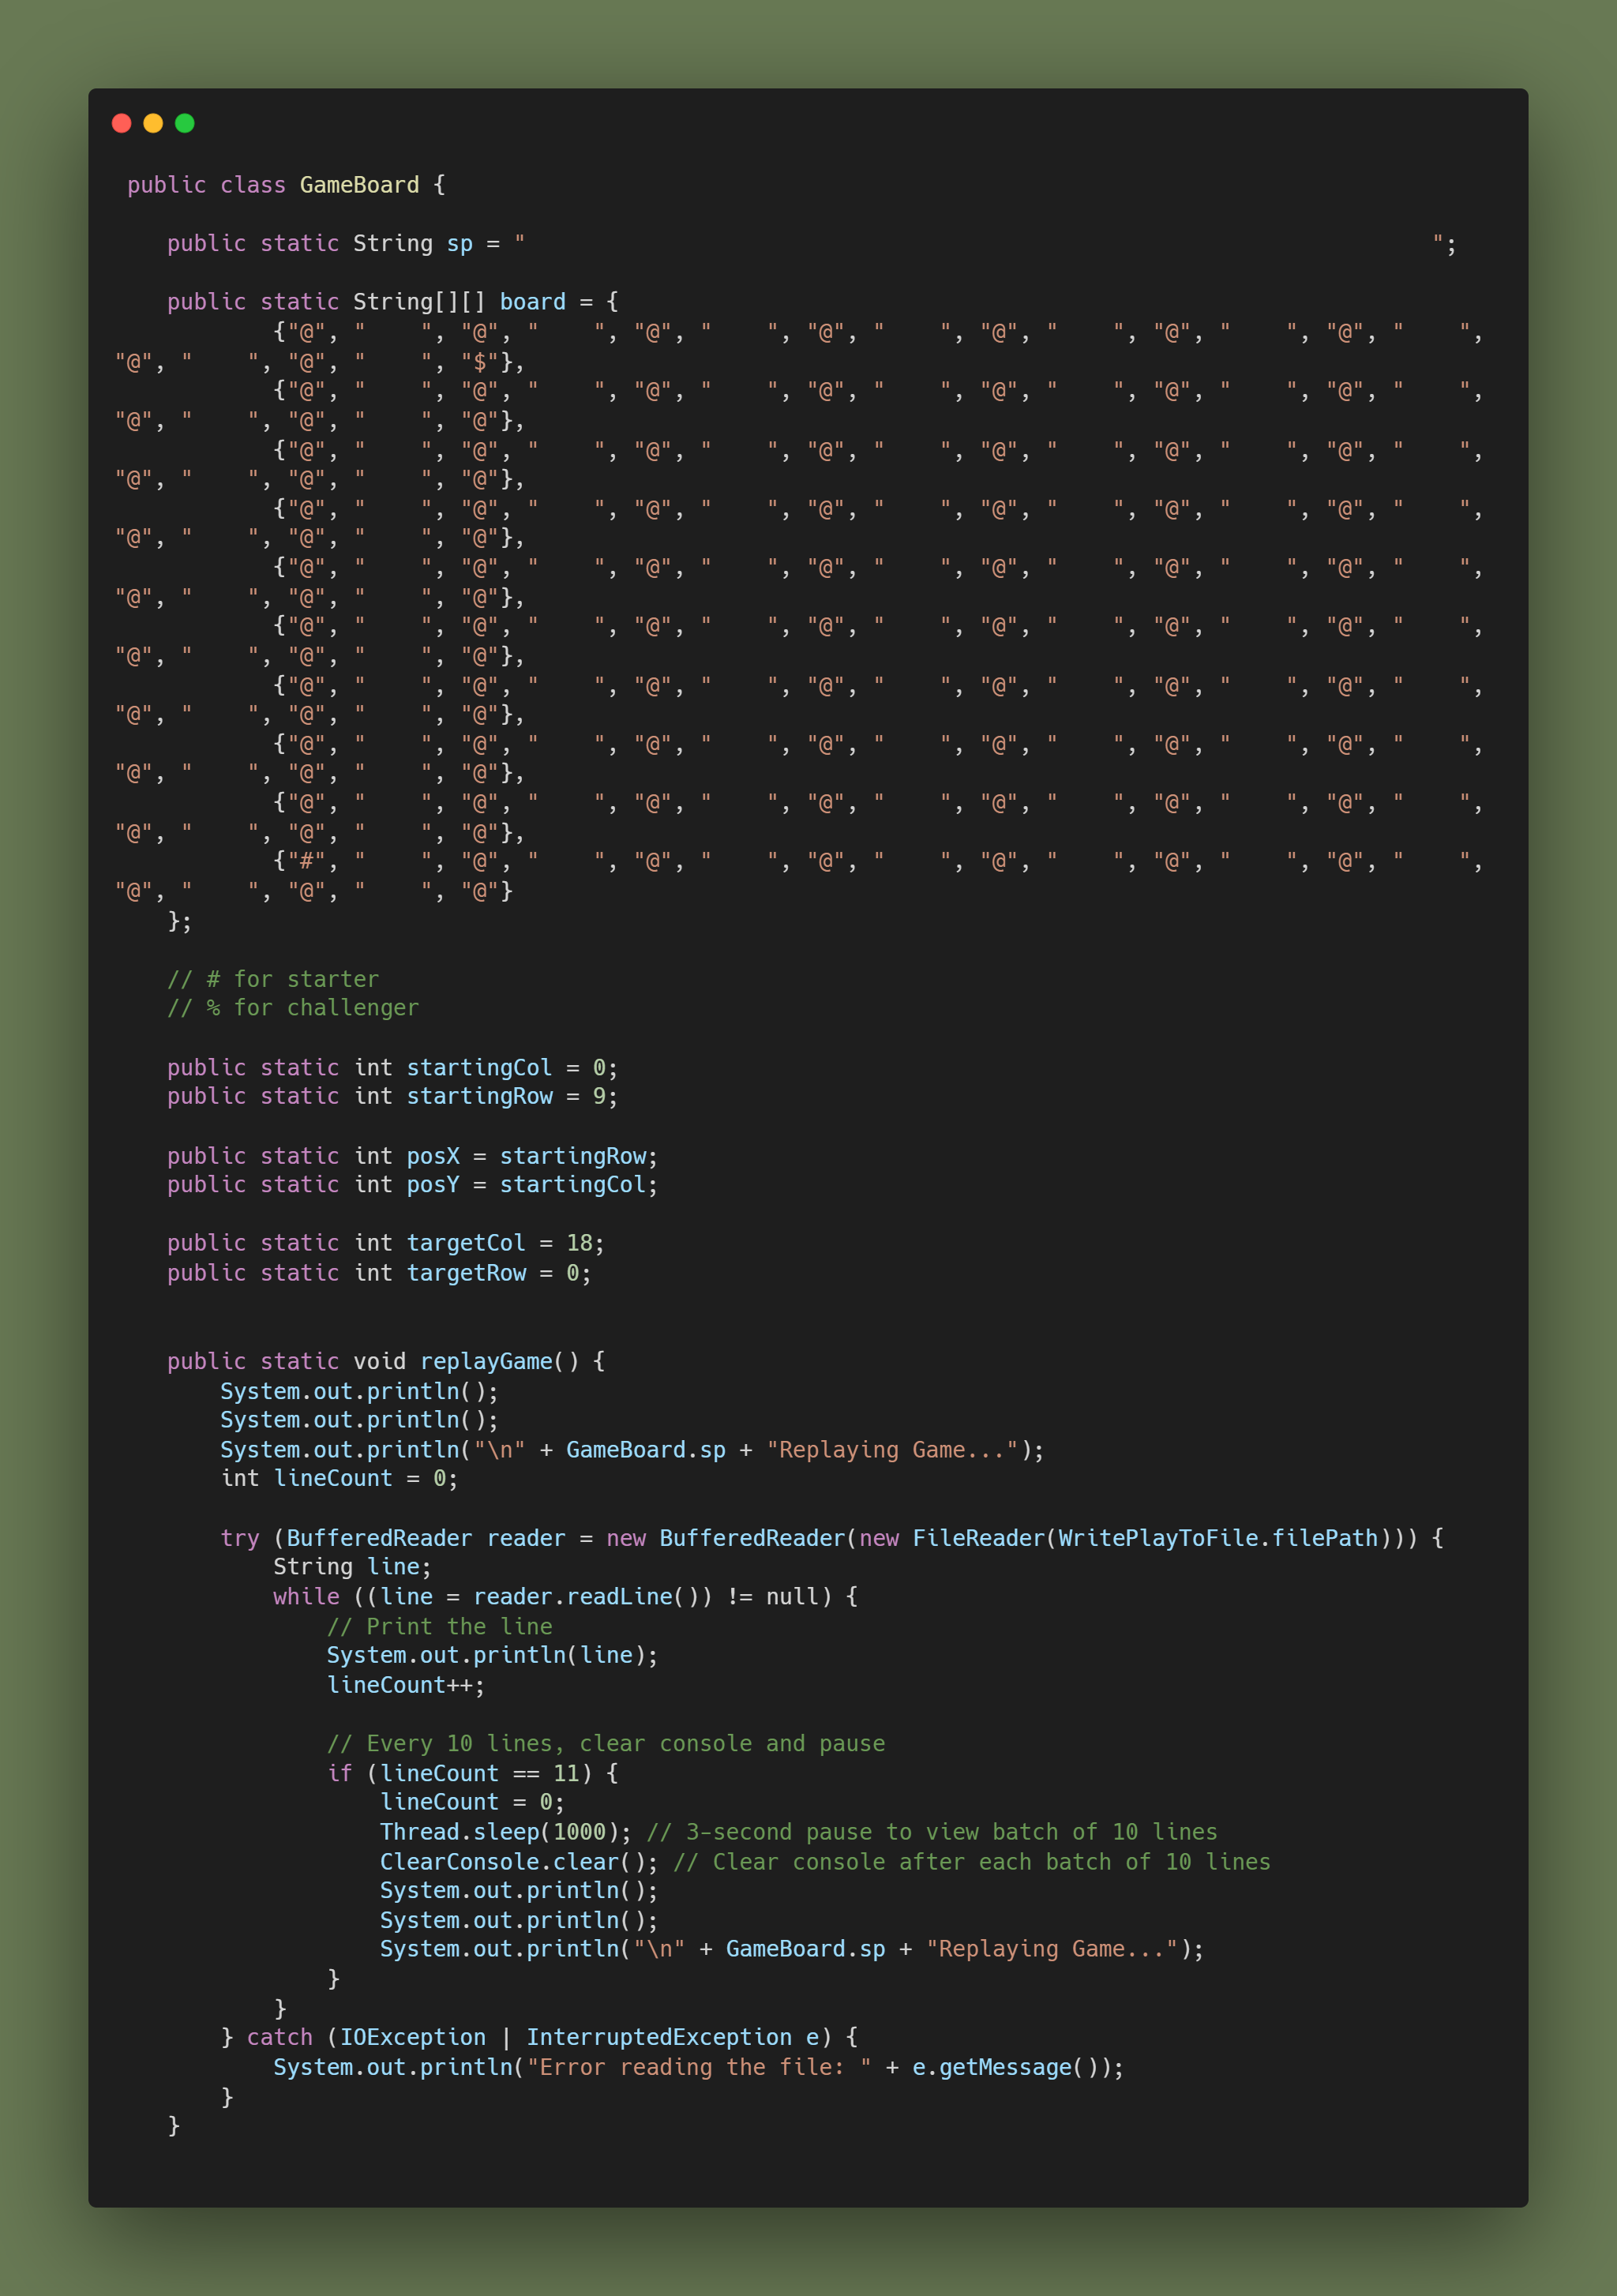 public class GameBoard {
public static String sp = "                                                                    ";
public static String[][] board = {
{"@", "    ", "@", "    ", "@", "    ", "@", "    ", "@", "    ", "@", "    ", "@", "    ",
"@", "    ", "@", "    ", "$"},
{"@", "    ", "@", "    ", "@", "    ", "@", "    ", "@", "    ", "@", "    ", "@", "    ",
"@", "    ", "@", "    ", "@"},
{"@", "    ", "@", "    ", "@", "    ", "@", "    ", "@", "    ", "@", "    ", "@", "    ",
"@", "    ", "@", "    ", "@"},
{"@", "    ", "@", "    ", "@", "    ", "@", "    ", "@", "    ", "@", "    ", "@", "    ",
"@", "    ", "@", "    ", "@"},
{"@", "    ", "@", "    ", "@", "    ", "@", "    ", "@", "    ", "@", "    ", "@", "    ",
"@", "    ", "@", "    ", "@"},
{"@", "    ", "@", "    ", "@", "    ", "@", "    ", "@", "    ", "@", "    ", "@", "    ",
"@", "    ", "@", "    ", "@"},
{"@", "    ", "@", "    ", "@", "    ", "@", "    ", "@", "    ", "@", "    ", "@", "    ",
"@", "    ", "@", "    ", "@"},
{"@", "    ", "@", "    ", "@", "    ", "@", "    ", "@", "    ", "@", "    ", "@", "    ",
"@", "    ", "@", "    ", "@"},
{"@", "    ", "@", "    ", "@", "    ", "@", "    ", "@", "    ", "@", "    ", "@", "    ",
"@", "    ", "@", "    ", "@"},
{"#", "    ", "@", "    ", "@", "    ", "@", "    ", "@", "    ", "@", "    ", "@", "    ",
"@", "    ", "@", "    ", "@"}
};
// # for starter
// % for challenger
public static int startingCol = 0;
public static int startingRow = 9;
public static int posX = startingRow;
public static int posY = startingCol;
public static int targetCol = 18;
public static int targetRow = 0;
public static void replayGame() {
System.out.println();
System.out.println();
System.out.println("\n" + GameBoard.sp + "Replaying Game...");
int lineCount = 0;
try (BufferedReader reader = new BufferedReader(new FileReader(WritePlayToFile.filePath))) {
String line;
while ((line = reader.readLine()) != null) {
// Print the line
System.out.println(line);
lineCount++;
// Every 10 lines, clear console and pause
if (lineCount == 11) {
lineCount = 0;
Thread.sleep(1000); // 3-second pause to view batch of 10 lines
ClearConsole.clear(); // Clear console after each batch of 10 lines
System.out.println();
System.out.println();
System.out.println("\n" + GameBoard.sp + "Replaying Game...");
}
}
} catch (IOException | InterruptedException e) {
System.out.println("Error reading the file: " + e.getMessage());
}
}